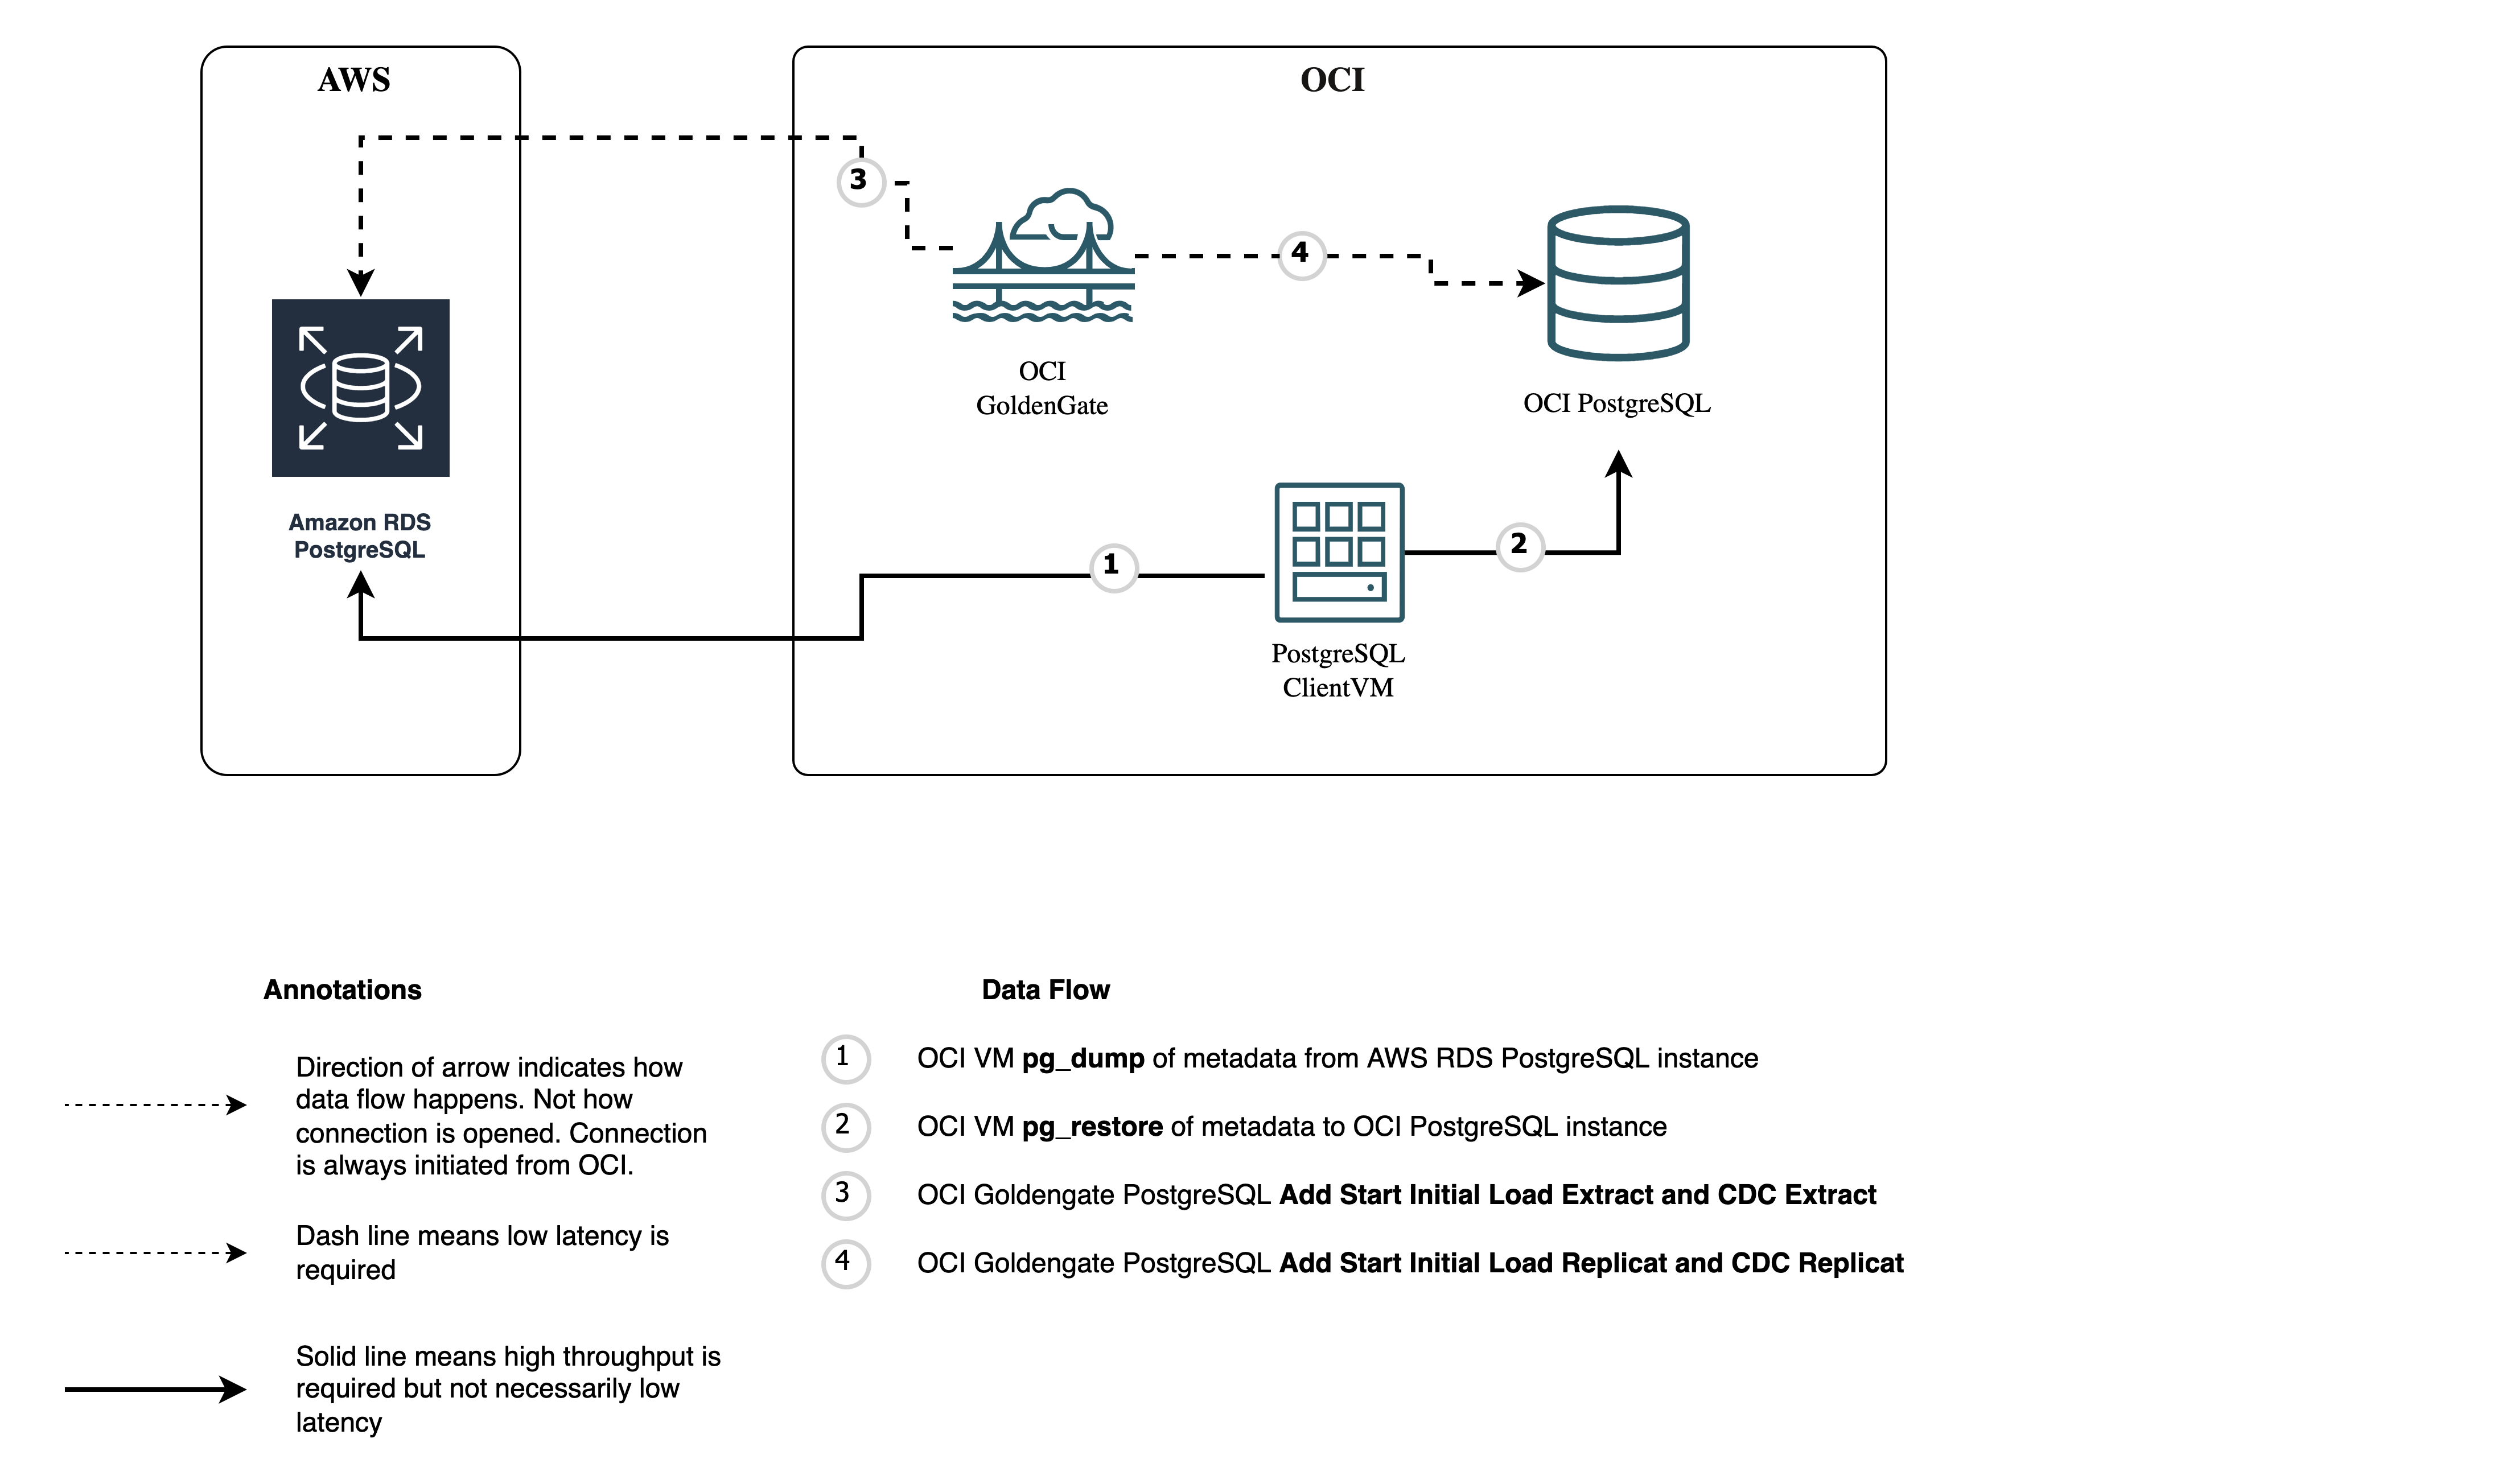 AWS
OCI
3
4
OCI
GoldenGate
OCI PostgreSQL
Amazon RDS
PostgreSQL
1
2
PostgreSQL
ClientVM
Annotations
Direction of arrow indicates how
data flow happens. Not how
connection is opened. Connection
is always initiated from OCI.
Dash line means low latency is
required
Solid line means high throughput is
required but not necessarily low
latency
Data Flow
1 OCI VM pg_dump of metadata from AWS RDS PostgreSQL instance
2 OCI VM pg_restore of metadata to OCI PostgreSQL instance
3 OCI Goldengate PostgreSQL Add Start Initial Load Extract and CDC Extract
4 OCI Goldengate PostgreSQL Add Start Initial Load Replicat and CDC Replicat